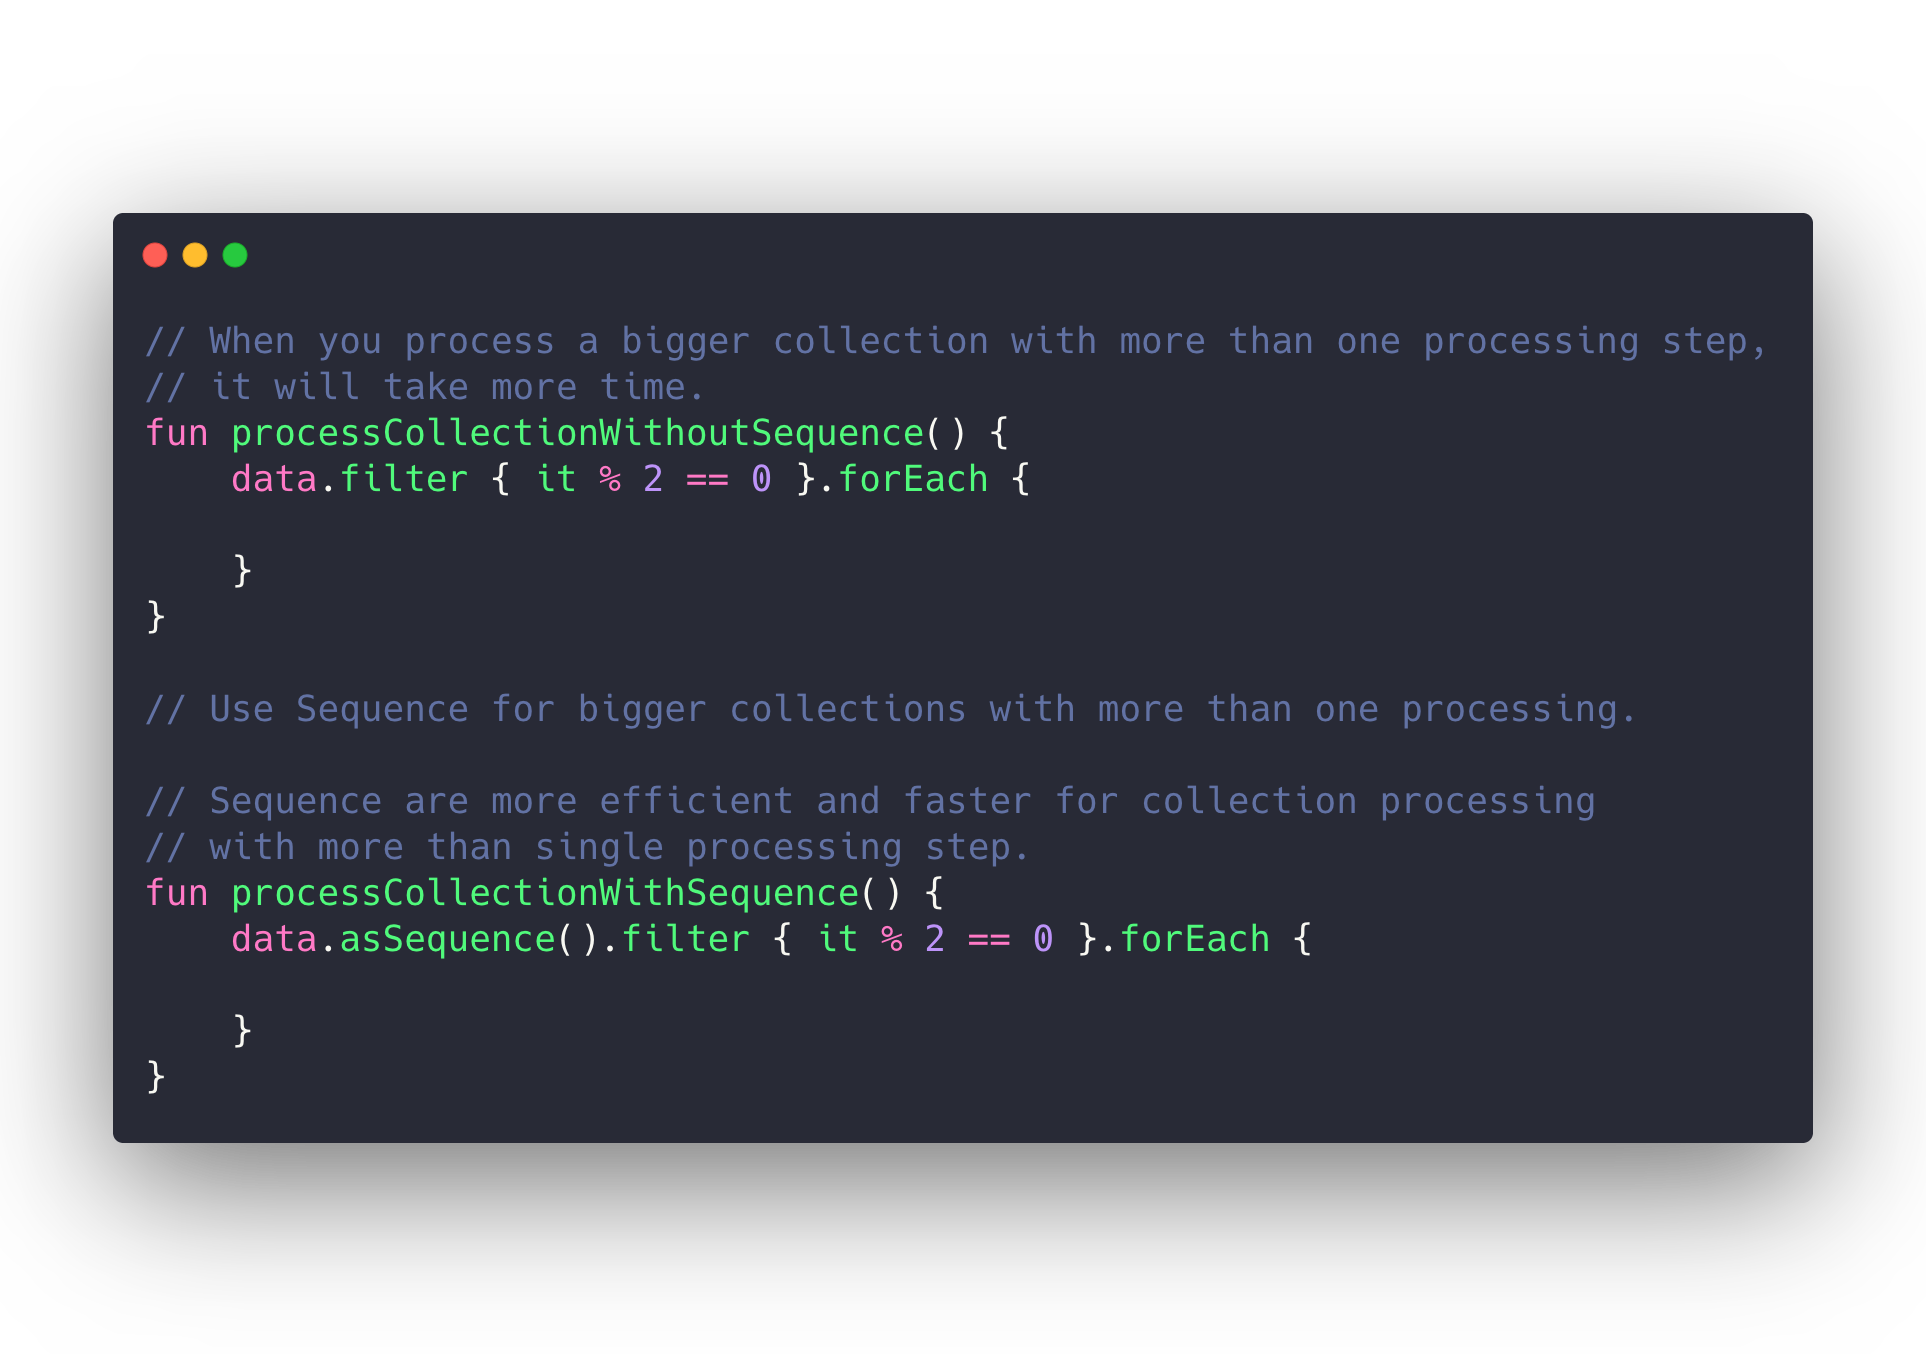 // When you process a bigger collection with more than one processing step,
// it will take more time.
fun processCollectionWithoutSequence() {
    data.filter { it % 2 == 0 }.forEach {
    }
}
// Use Sequence for bigger collections with more than one processing.
// Sequence are more efficient and faster for collection processing
// with more than single processing step.
fun processCollectionWithSequence() {
    data.asSequence().filter { it % 2 == 0 }.forEach {
    }
}